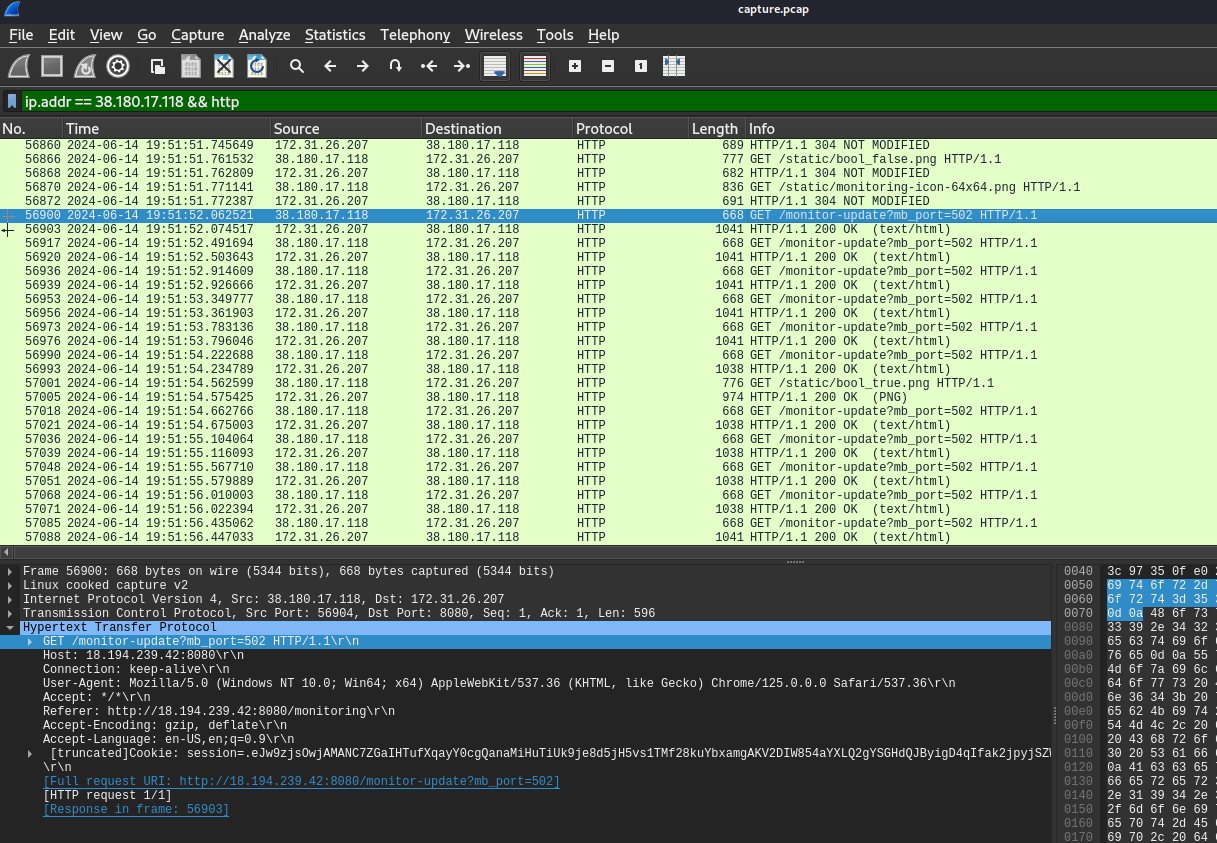 capture.pcap
File Edit View Go Capture Analyze Statistics Telephony Wireless Tools Help
ip.addr == 38.180.17.118 && http
No. Time Source Destination Protocol Length Info
56860 2024-06-14 19:51:51.745649 172.31.26.207 38.180.17.118 HTTP 689 HTTP/1.1 304 NOT MODIFIED
56866 2024-06-14 19:51:51.761532 38.180.17.118 172.31.26.207 HTTP 777 GET /static/bool_false.png HTTP/1.1
56868 2024-06-14 19:51:51.762809 172.31.26.207 38.180.17.118 HTTP 682 HTTP/1.1 304 NOT MODIFIED
56870 2024-06-14 19:51:51.771141 38.180.17.118 172.31.26.207 HTTP 836 GET /static/monitoring-icon-64x64.png HTTP/1.1
56872 2024-06-14 19:51:51.772387 172.31.26.207 38.180.17.118 HTTP 691 HTTP/1.1 304 NOT MODIFIED
56900 2024-06-14 19:51:52.062521 38.180.17.118 172.31.26.207 HTTP 668 GET /monitor-update?mb_port=502 HTTP/1.1
56903 2024-06-14 19:51:52.074517 172.31.26.207 38.180.17.118 HTTP 1041 HTTP/1.1 200 OK (text/html)
56917 2024-06-14 19:51:52.491694 38.180.17.118 172.31.26.207 HTTP 668 GET /monitor-update?mb_port=502 HTTP/1.1
56920 2024-06-14 19:51:52.503643 172.31.26.207 38.180.17.118 HTTP 1041 HTTP/1.1 200 OK (text/html)
56936 2024-06-14 19:51:52.914609 38.180.17.118 172.31.26.207 HTTP 668 GET /monitor-update?mb_port=502 HTTP/1.1
56939 2024-06-14 19:51:52.926666 172.31.26.207 38.180.17.118 HTTP 1041 HTTP/1.1 200 OK (text/html)
56953 2024-06-14 19:51:53.349777 38.180.17.118 172.31.26.207 HTTP 668 GET /monitor-update?mb_port=502 HTTP/1.1
56956 2024-06-14 19:51:53.361903 172.31.26.207 38.180.17.118 HTTP 1041 HTTP/1.1 200 OK (text/html)
56973 2024-06-14 19:51:53.783136 38.180.17.118 172.31.26.207 HTTP 668 GET /monitor-update?mb_port=502 HTTP/1.1
56976 2024-06-14 19:51:53.796046 172.31.26.207 38.180.17.118 HTTP 1041 HTTP/1.1 200 OK (text/html)
56990 2024-06-14 19:51:54.222688 38.180.17.118 172.31.26.207 HTTP 668 GET /monitor-update?mb_port=502 HTTP/1.1
56993 2024-06-14 19:51:54.234789 172.31.26.207 38.180.17.118 HTTP 1038 HTTP/1.1 200 OK (text/html)
57001 2024-06-14 19:51:54.562599 38.180.17.118 172.31.26.207 HTTP 776 GET /static/bool_true.png HTTP/1.1
57005 2024-06-14 19:51:54.575425 172.31.26.207 38.180.17.118 HTTP 974 HTTP/1.1 200 OK (PNG)
57018 2024-06-14 19:51:54.662766 38.180.17.118 172.31.26.207 HTTP 668 GET /monitor-update?mb_port=502 HTTP/1.1
57021 2024-06-14 19:51:54.675003 172.31.26.207 38.180.17.118 HTTP 1038 HTTP/1.1 200 OK (text/html)
57036 2024-06-14 19:51:55.104064 38.180.17.118 172.31.26.207 HTTP 668 GET /monitor-update?mb_port=502 HTTP/1.1
57039 2024-06-14 19:51:55.116093 172.31.26.207 38.180.17.118 HTTP 1038 HTTP/1.1 200 OK (text/html)
57048 2024-06-14 19:51:55.567710 38.180.17.118 172.31.26.207 HTTP 668 GET /monitor-update?mb_port=502 HTTP/1.1
57051 2024-06-14 19:51:55.579889 172.31.26.207 38.180.17.118 HTTP 1038 HTTP/1.1 200 OK (text/html)
57068 2024-06-14 19:51:56.010003 38.180.17.118 172.31.26.207 HTTP 668 GET /monitor-update?mb_port=502 HTTP/1.1
57071 2024-06-14 19:51:56.022394 172.31.26.207 38.180.17.118 HTTP 1038 HTTP/1.1 200 OK (text/html)
57085 2024-06-14 19:51:56.435062 38.180.17.118 172.31.26.207 HTTP 668 GET /monitor-update?mb_port=502 HTTP/1.1
57088 2024-06-14 19:51:56.447033 172.31.26.207 38.180.17.118 HTTP 1041 HTTP/1.1 200 OK (text/html)
Frame 56900: 668 bytes on wire (5344 bits), 668 bytes captured (5344 bits)
Linux cooked capture v2
Internet Protocol Version 4, Src: 38.180.17.118, Dst: 172.31.26.207
Transmission Control Protocol, Src Port: 56904, Dst Port: 8080, Seq: 1, Ack: 1, Len: 596
Hypertext Transfer Protocol
GET /monitor-update?mb_port=502 HTTP/1.1\r\n
Host: 18.194.239.42:8080\r\n
Connection: keep-alive\r\n
User-Agent: Mozilla/5.0 (Windows NT 10.0; Win64; x64) AppleWebKit/537.36 (KHTML, like Gecko) Chrome/125.0.0.0 Safari/537.36\r\n
Accept: */*\r\n
Referer: http://18.194.239.42:8080/monitoring\r\n
Accept-Encoding: gzip, deflate\r\n
Accept-Language: en-US,en;q=0.9\r\n
[truncated]Cookie: session=.eJw9zjsOwjAMANC7ZGaIHTufXqayY0cgQanaMiHuTiUk9je8d5jH5vs1TMf28kuYbxamgAKV2DIW854aYXLQ2gYSGHdQJByigD4qIfak2jpyjSZ
\r\n
[Full request URI: http://18.194.239.42:8080/monitor-update?mb_port=502]
[HTTP request 1/1]
[Response in frame: 56903]
0040 3c 97 35 0f e0
0050 69 74 6f 72 2d
0060 6f 72 74 3d 35
0070 0d 0a 48 6f 73
0080 33 39 2e 34 32
0090 65 63 74 69 6f
00a0 76 65 0d 0a 55
00b0 4d 6f 7a 69 6c
00c0 64 6f 77 73 20
00d0 6e 36 34 3b 20
00e0 65 62 4b 69 74
00f0 54 4d 4c 2c 20
0100 20 43 68 72 6f
0110 30 20 53 61 66
0120 0a 41 63 63 65
0130 66 65 72 65 72
0140 2e 31 39 34 2e
0150 2f 6d 6f 6e 69
0160 65 70 74 2d 45
0170 69 70 2c 20 64